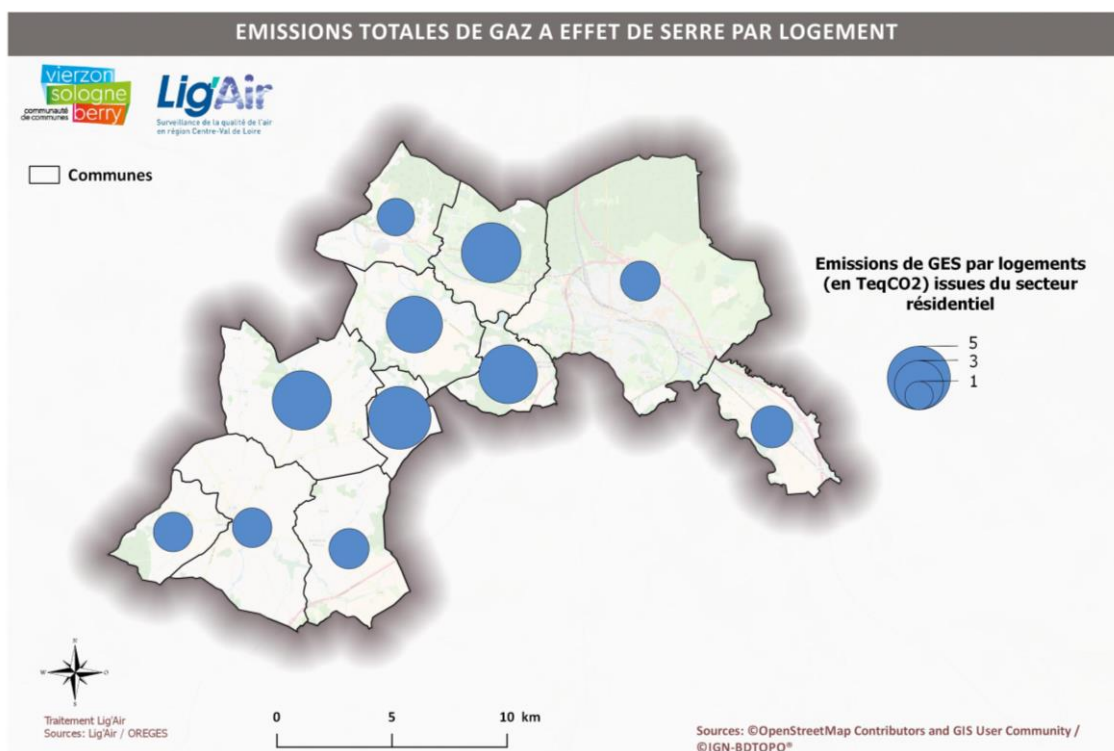 EMISSIONS TOTALES DE GAZ A EFFET DE SERRE PAR LOGEMENT
vierzon
sologne
communauté
de communes
berry
Lig'Air
Surveillance de la qualité de l'air
en région Centre-Val de Loire
Communes
Emissions de GES par logements
(en TeqCO2) issues du secteur
résidentiel
5
3
1
N
W
O
S
Traitement Lig'Air
Sources: Lig'Air / OREGES
0
5
10 km
Sources: ©OpenStreetMap Contributors and GIS User Community /
©IGN-BDTOPO®